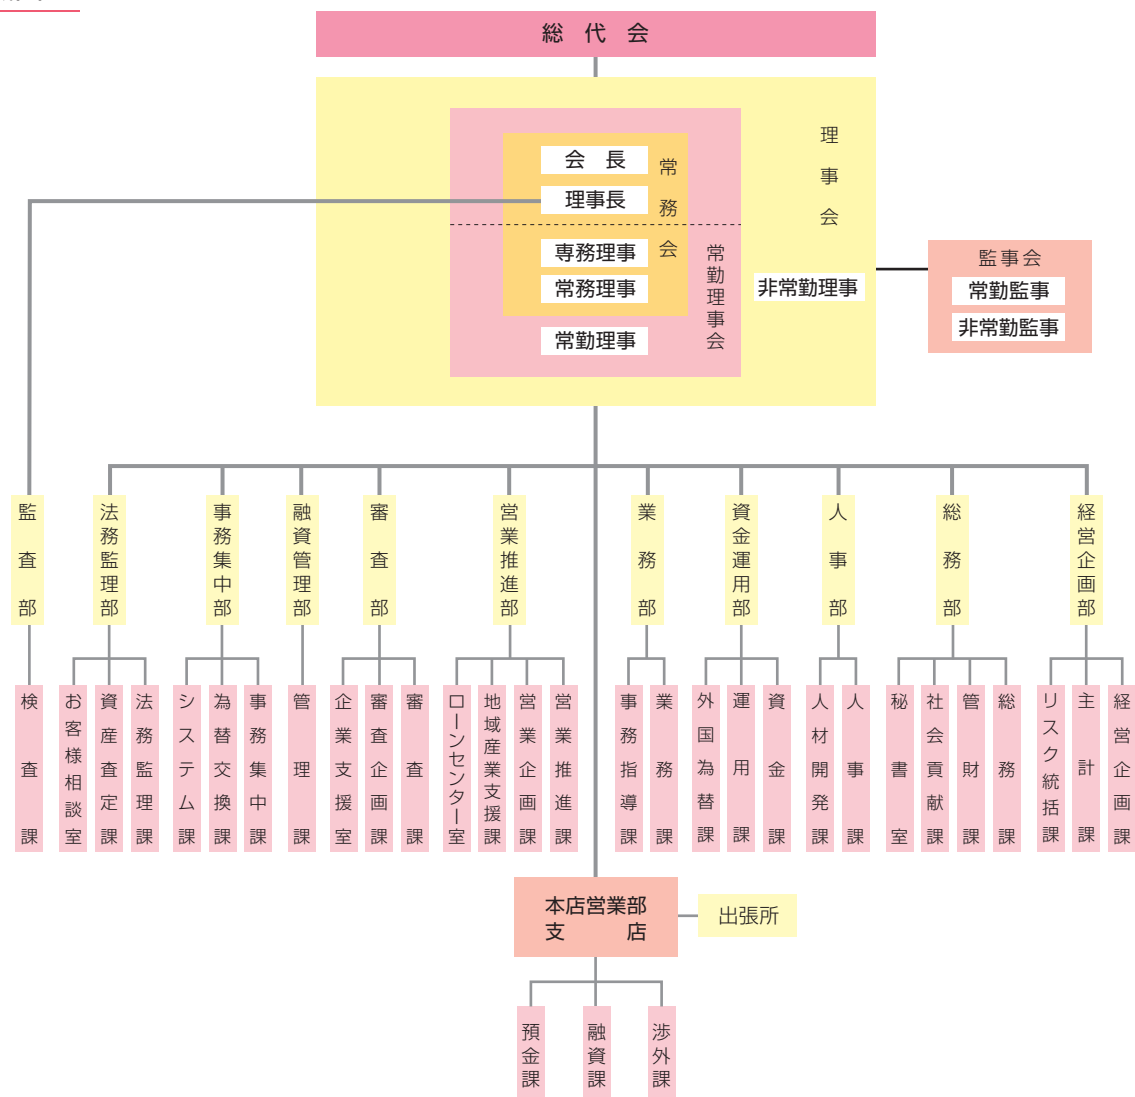 総代会
理事会
常務会
会長
理事長
専務理事
常務理事
常勤理事会
常勤理事
非常勤理事
監事会
常勤監事
非常勤監事
監査部
法務監理部
事務集中部
融資管理部
審査部
営業推進部
業務部
資金運用部
人事部
総務部
経営企画部
検査課
お客様相談室
資産査定課
法務監理課
システム課
為替交換課
事務集中課
管理課
企業支援室
審査企画課
審査課
ローンセンター室
地域産業支援課
営業企画課
営業推進課
事務指導課
業務課
外国為替課
運用課
資金課
人材開発課
人事課
秘書室
社会貢献課
管財課
総務課
リスク統括課
主計課
経営企画課
本店営業部
支店
出張所
預金課
融資課
渉外課